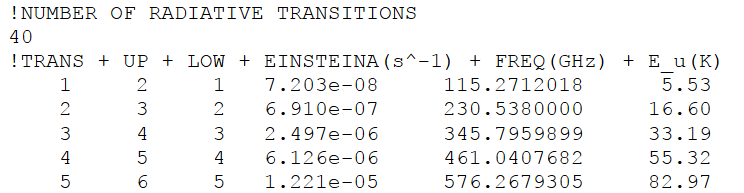 !NUMBER OF RADIATIVE TRANSITIONS
40
!TRANS + UP + LOW + EINSTEINA(s^-1) + FREQ(GHz) + E_u(K)
1 2 1 7.203e-08 115.2712018 5.53
2 3 2 6.910e-07 230.5380000 16.60
3 4 3 2.497e-06 345.7959899 33.19
4 5 4 6.126e-06 461.0407682 55.32
5 6 5 1.221e-05 576.2679305 82.97